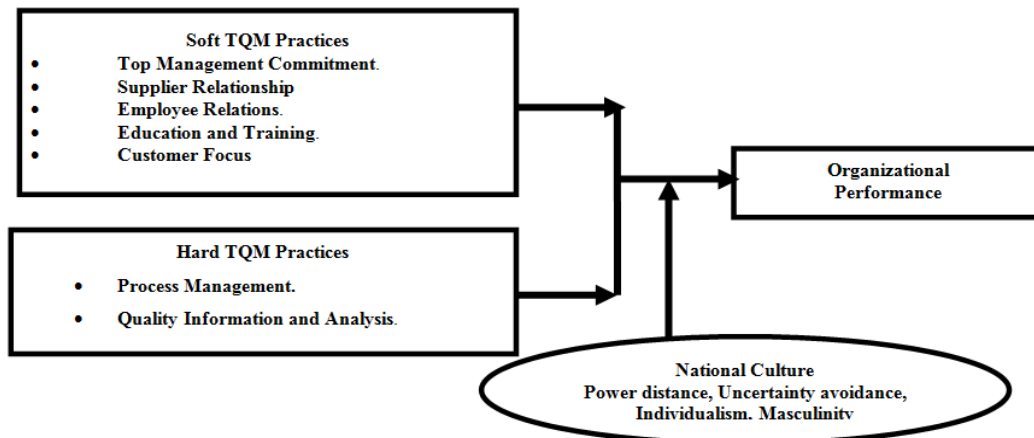 Soft TQM Practices
• Top Management Commitment.
• Supplier Relationship
• Employee Relations.
• Education and Training.
• Customer Focus
Organizational
Performance
Hard TQM Practices
• Process Management.
• Quality Information and Analysis.
National Culture
Power distance, Uncertainty avoidance,
Individualism, Masculinity